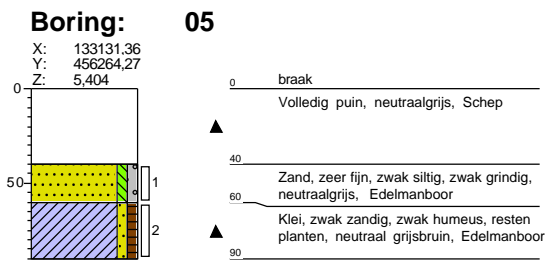 Boring: 05
X: 133131,36
Y: 456264,27
Z: 5,404
0
50
1
2
0 braak
Volledig puin, neutraalgrijs, Schep
40
Zand, zeer fijn, zwak siltig, zwak grindig,
neutraalgrijs, Edelmanboor
60
Klei, zwak zandig, zwak humeus, resten
planten, neutraal grijsbruin, Edelmanboor
90